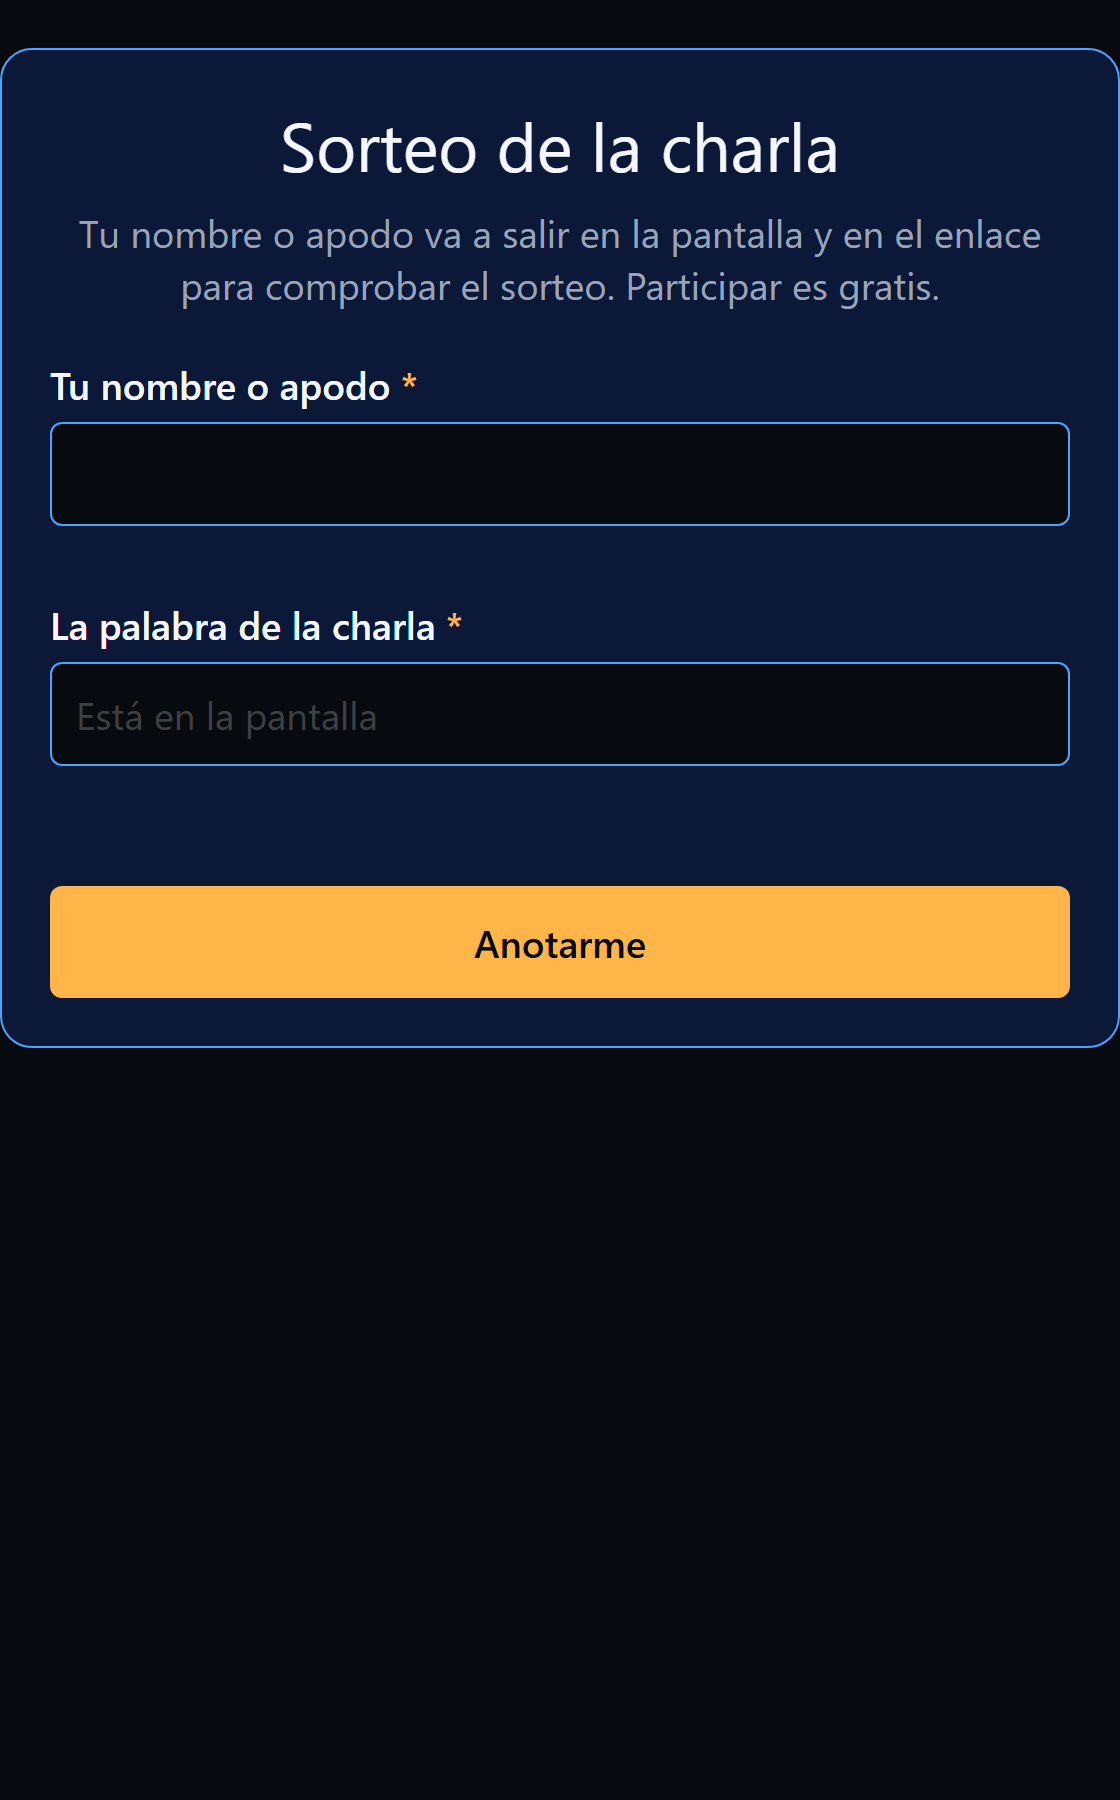 Sorteo de la charla
Tu nombre o apodo va a salir en la pantalla y en el enlace
para comprobar el sorteo. Participar es gratis.
Tu nombre o apodo *
La palabra de la charla *
Está en la pantalla
Anotarme